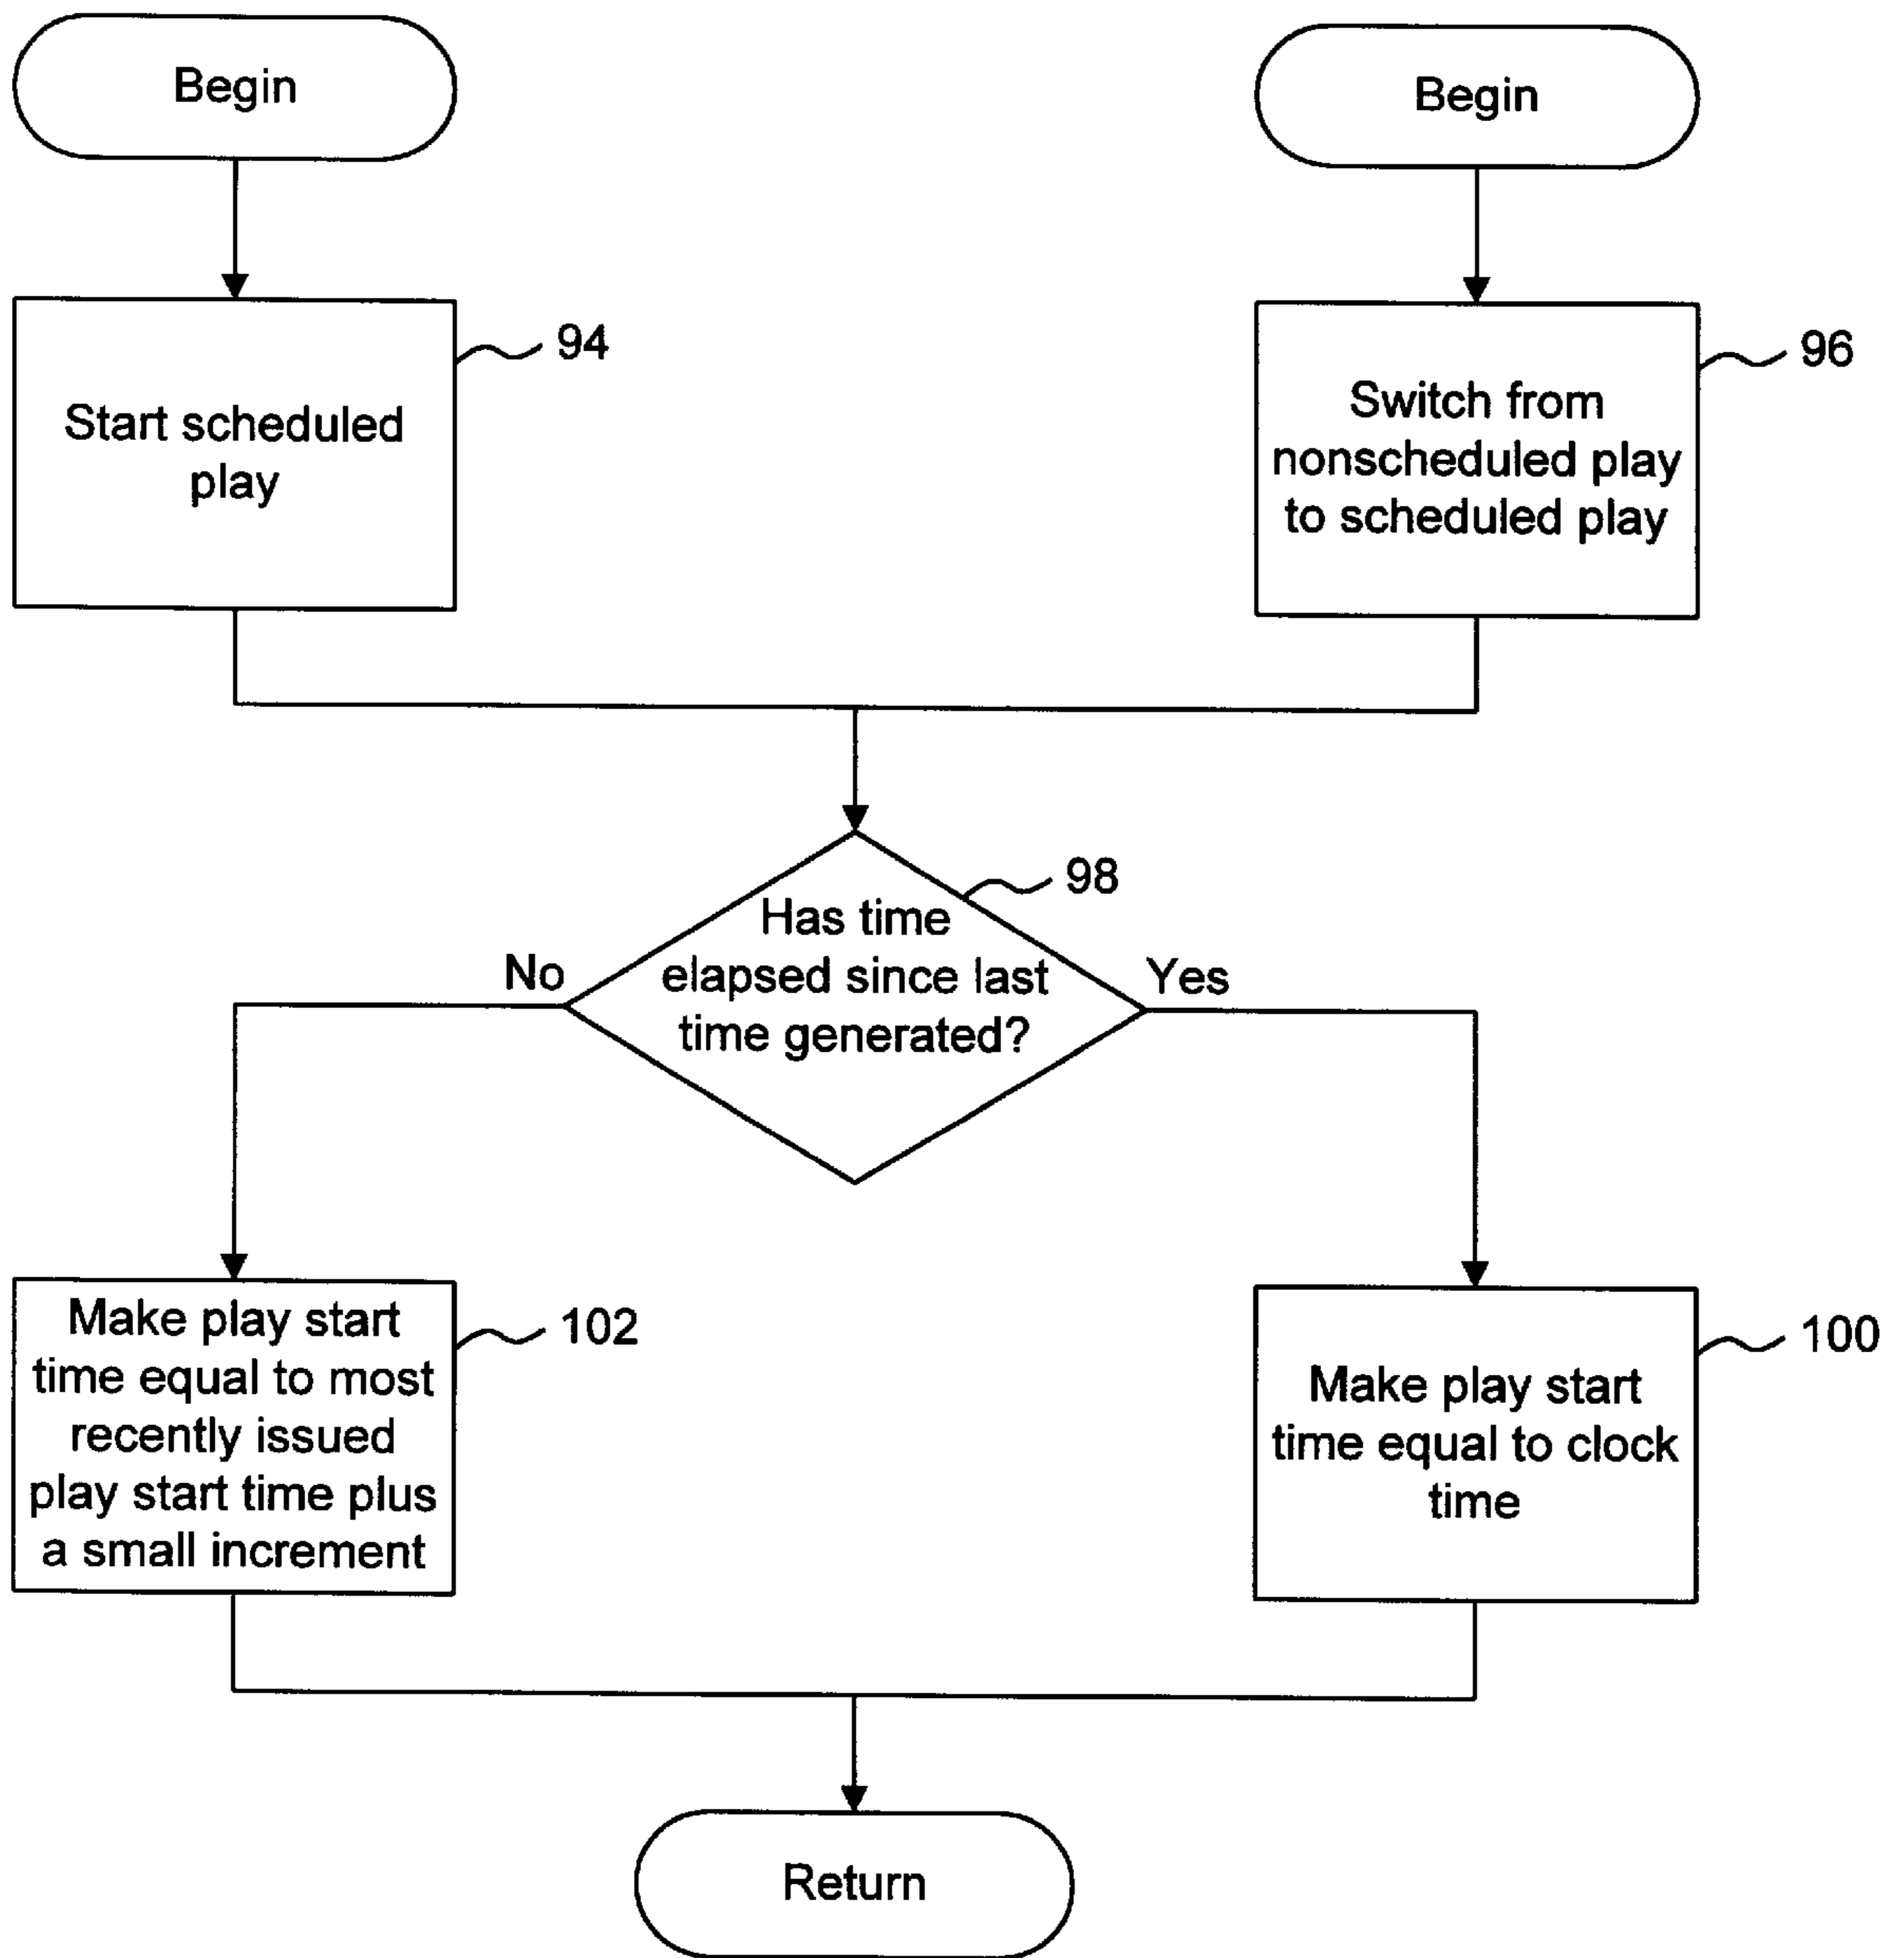 Begin
Begin
94
Start scheduled
play
96
Switch from
nonscheduled play
to scheduled play
98
Has time
elapsed since last
time generated?
No
Yes
102
Make play start
time equal to most
recently issued
play start time plus
a small increment
100
Make play start
time equal to clock
time
Return